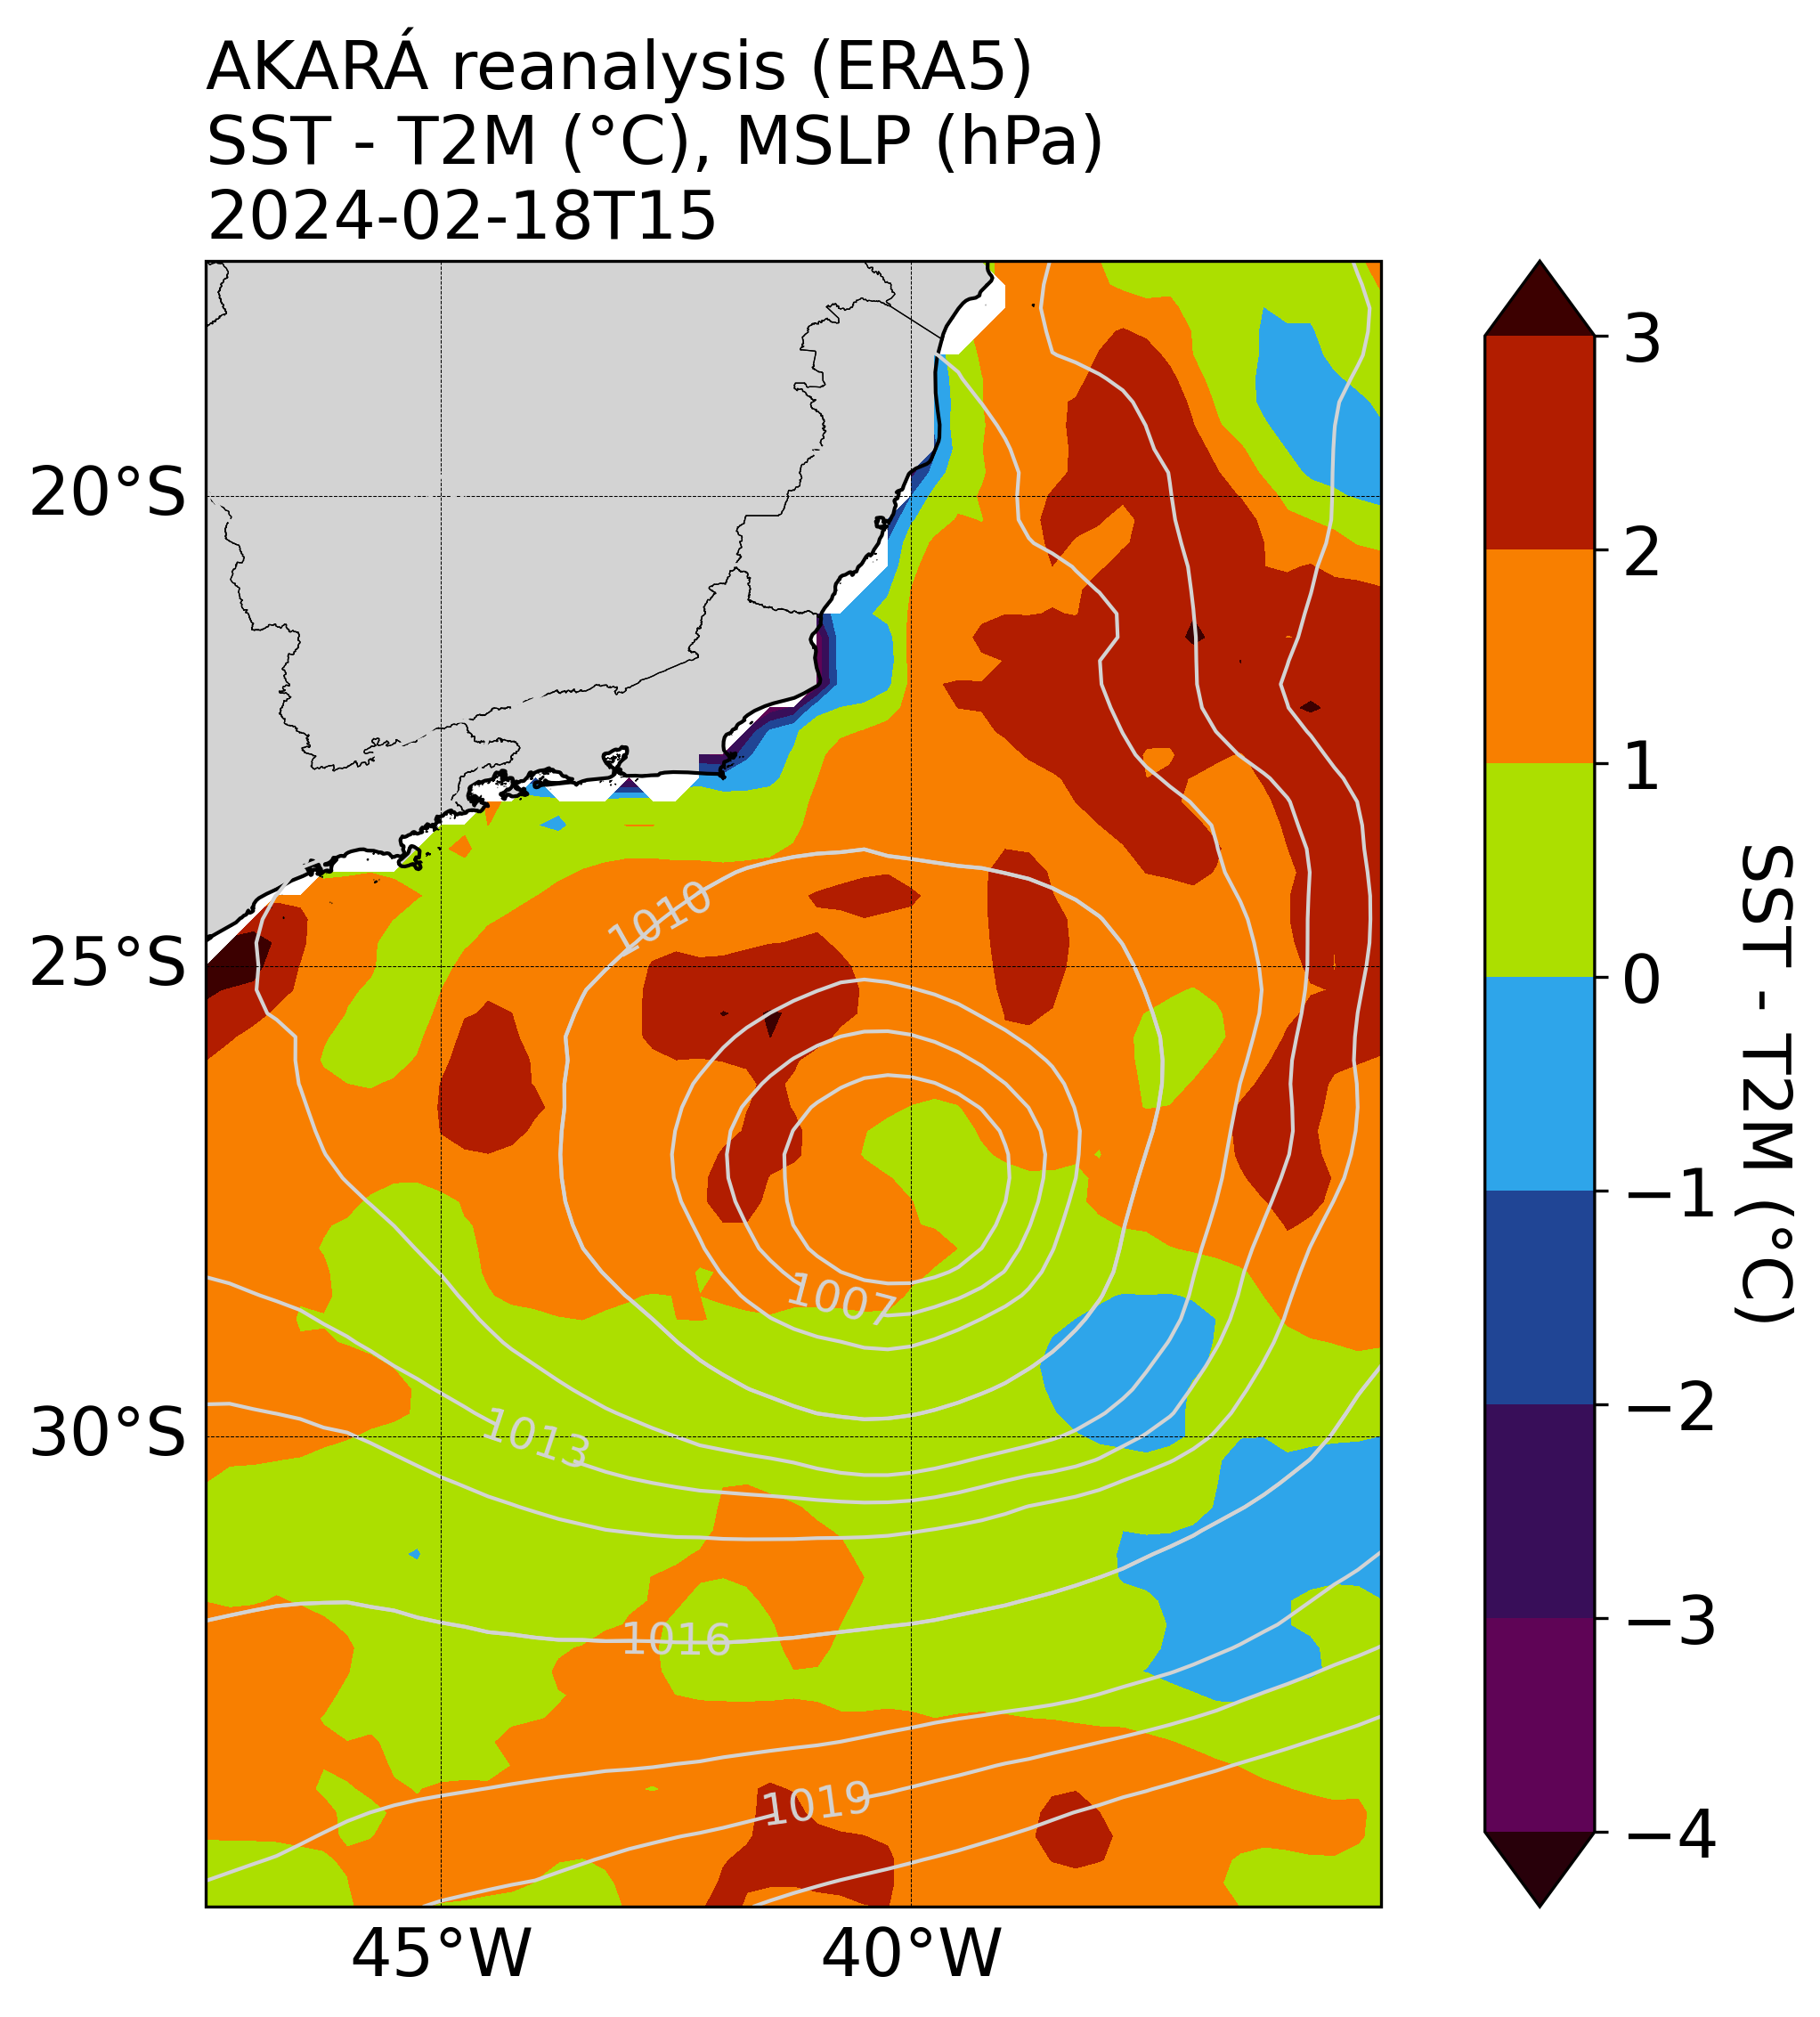 AKARÁ reanalysis (ERA5)
SST - T2M (°C), MSLP (hPa)
2024-02-18T15
20°S
25°S
30°S
45°W
40°W
1010
1007
1013
1016
1019
3
2
1
0
−1
−2
−3
−4
SST - T2M (°C)